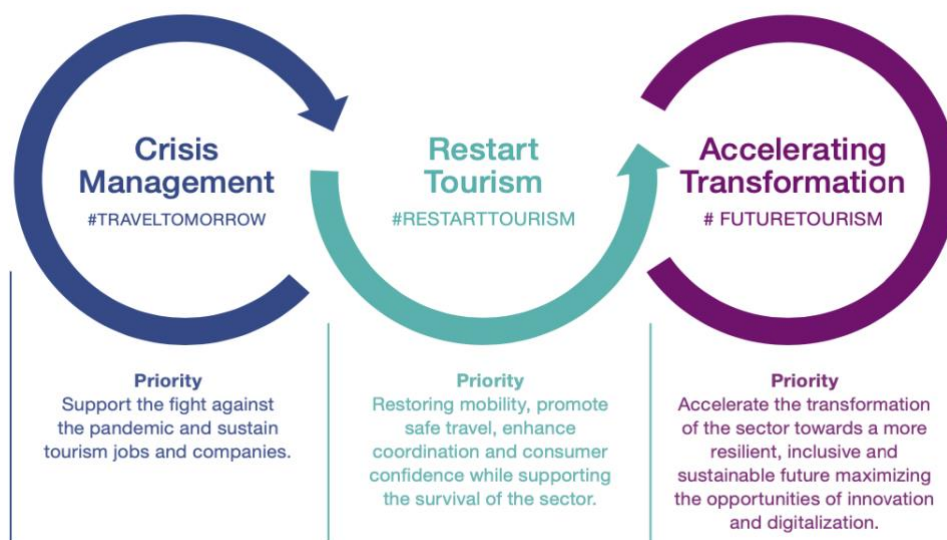 Crisis
Management
#TRAVELTOMORROW
Restart
Tourism
#RESTARTTOURISM
Accelerating
Transformation
# FUTURETOURISM
Priority
Support the fight against
the pandemic and sustain
tourism jobs and companies.
Priority
Restoring mobility, promote
safe travel, enhance
coordination and consumer
confidence while supporting
the survival of the sector.
Priority
Accelerate the transformation
of the sector towards a more
resilient, inclusive and
sustainable future maximizing
the opportunities of innovation
and digitalization.